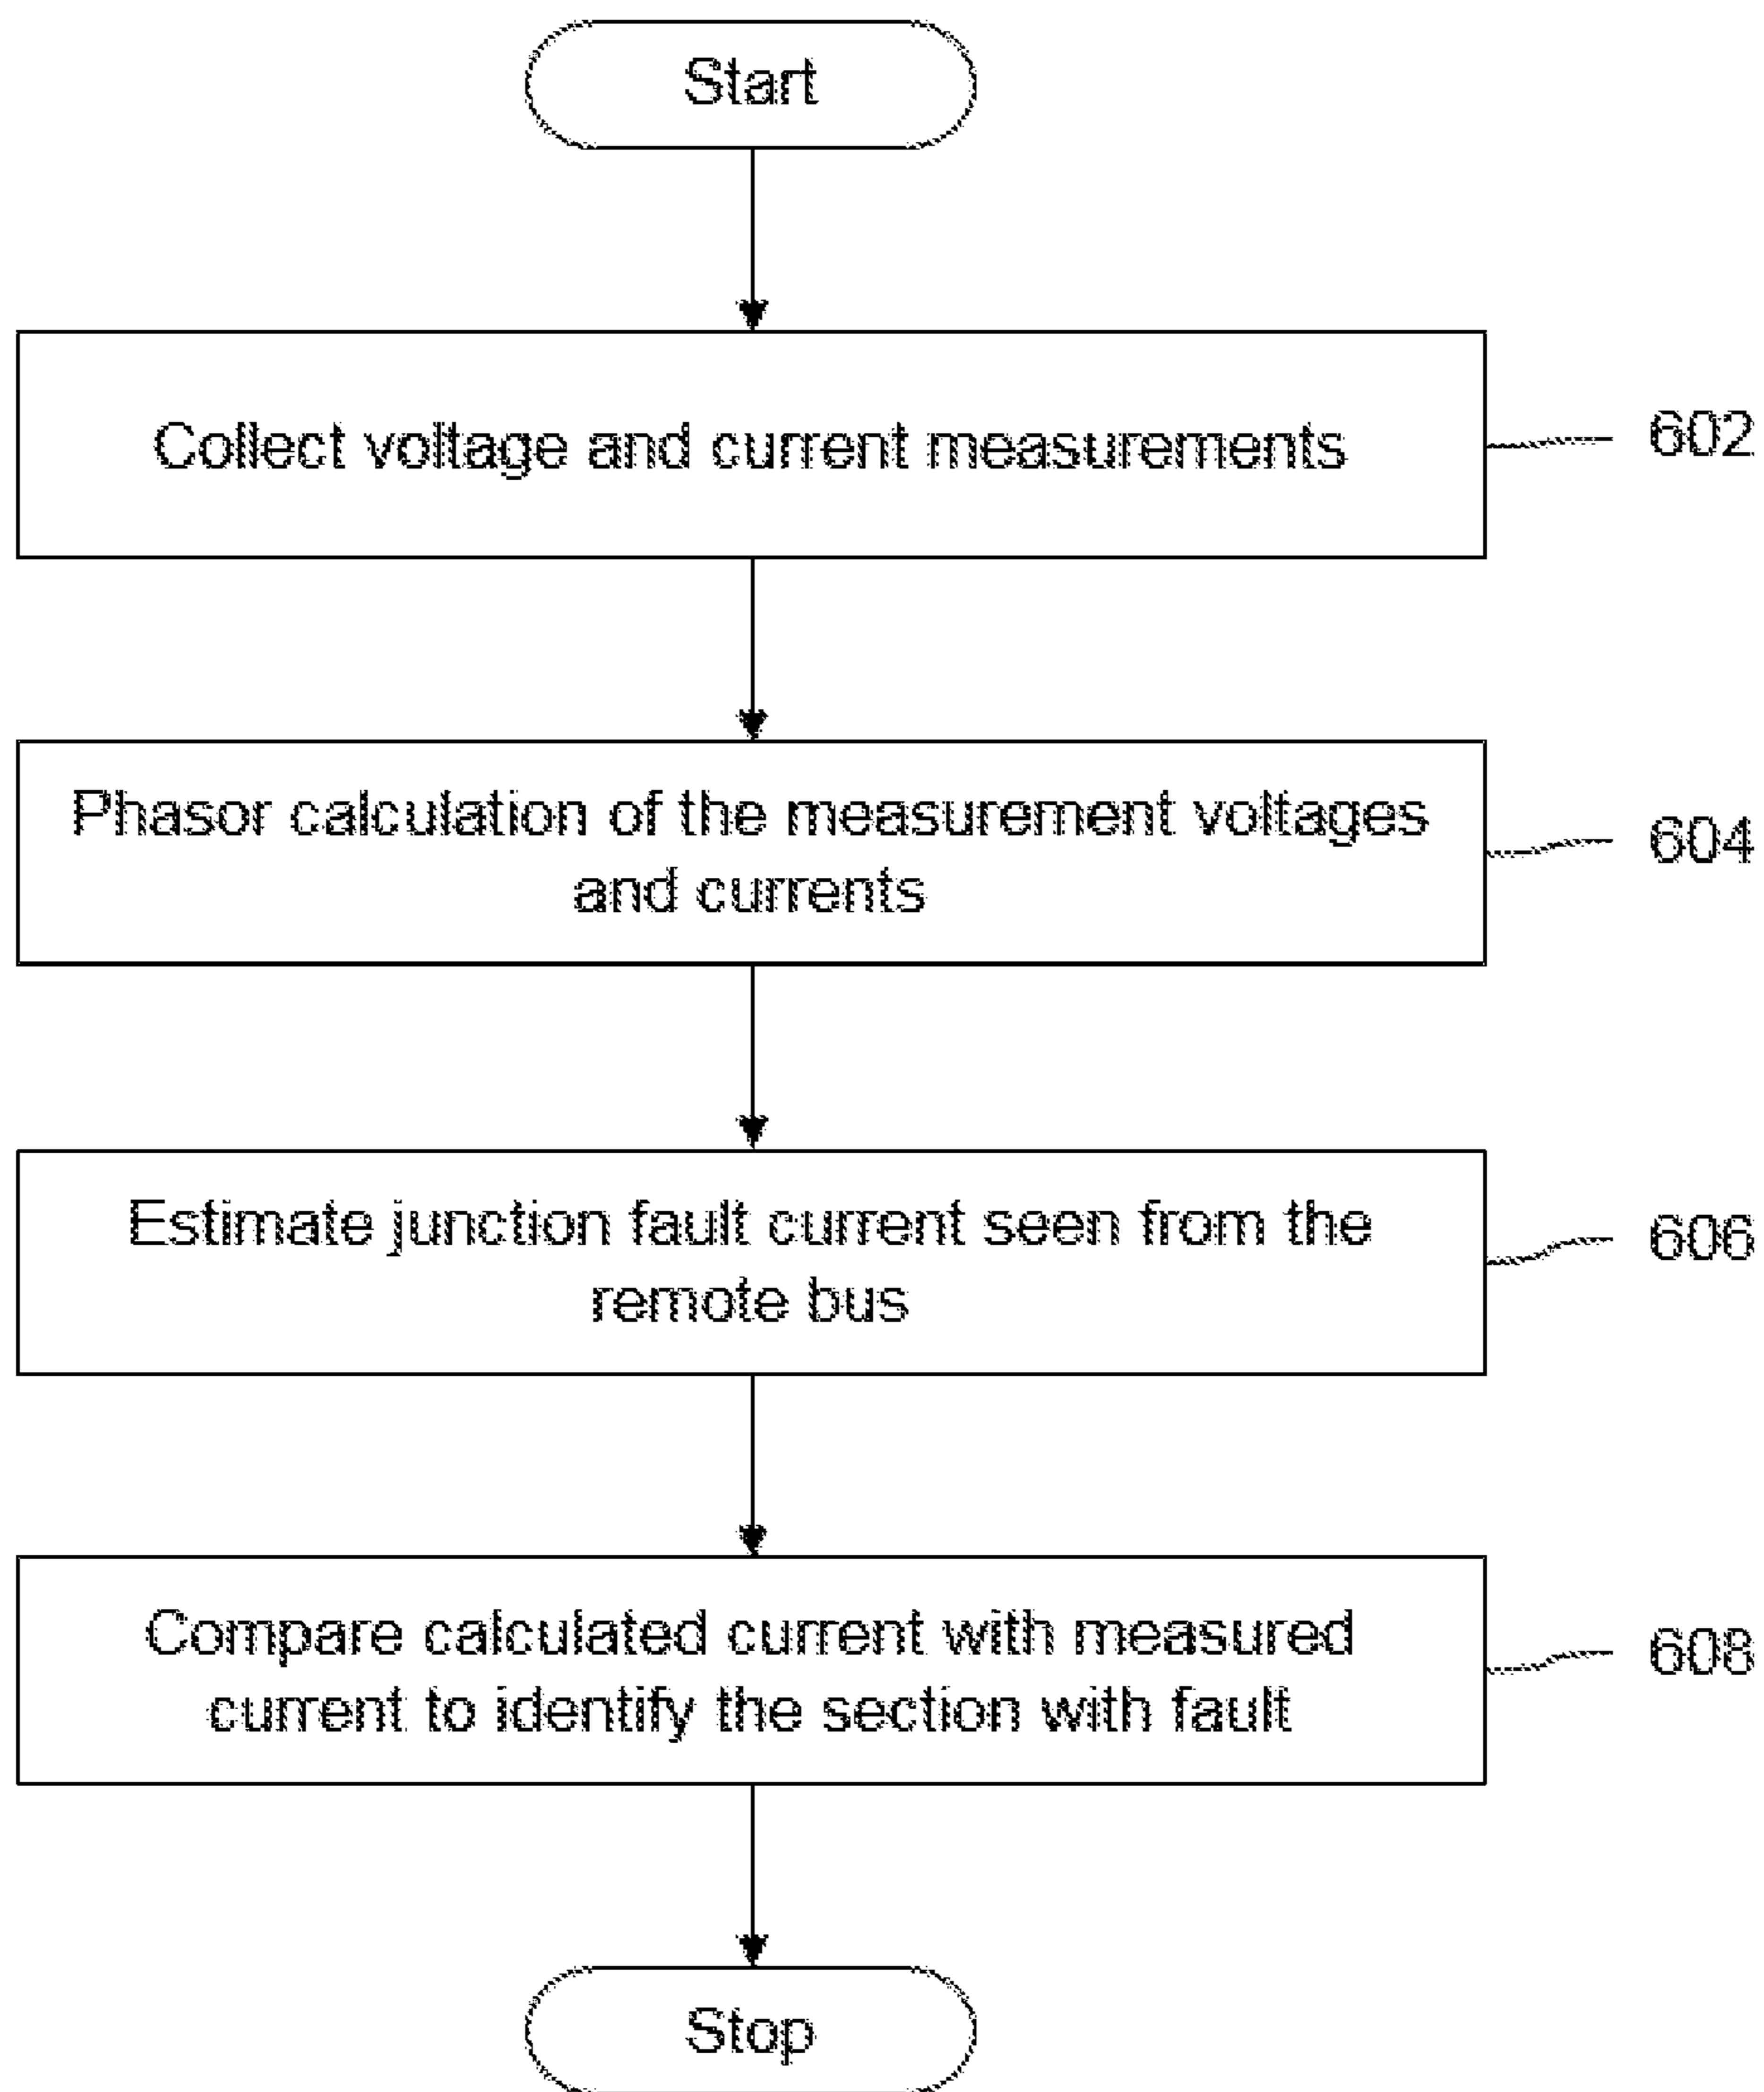 Start
Collect voltage and current measurements
602
Phasor calculation of the measurement voltages
and currents
604
Estimate junction fault current seen from the
remote bus
606
Compare calculated current with measured
current to identify the section with fault
608
Stop